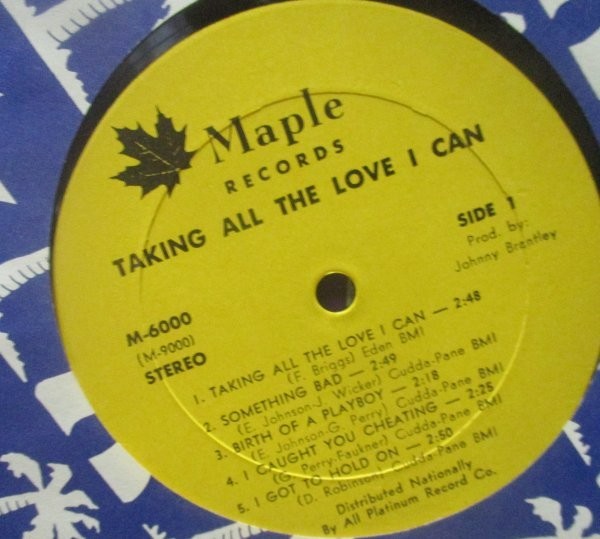 Maple
RECORDS
TAKING ALL THE LOVE I CAN
SIDE 1
Prod. by:
Johnny Brantley
M-6000
(M-9000)
STEREO
1. TAKING ALL THE LOVE I CAN — 2:48
(F. Briggs) Eden BMI
2. SOMETHING BAD — 2:49
(E. Johnson-J. Wicker) Cudda-Pane BMI
3. BIRTH OF A PLAYBOY — 2:18
(E. Johnson-G. Perry) Cudda-Pane BMI
4. I CAUGHT YOU CHEATING — 2:25
(G. Perry-Faulkner) Cudda-Pane BMI
5. I GOT TO HOLD ON — 2:50
(D. Robinson) Cudda-Pane BMI
Distributed Nationally
By All Platinum Record Co.